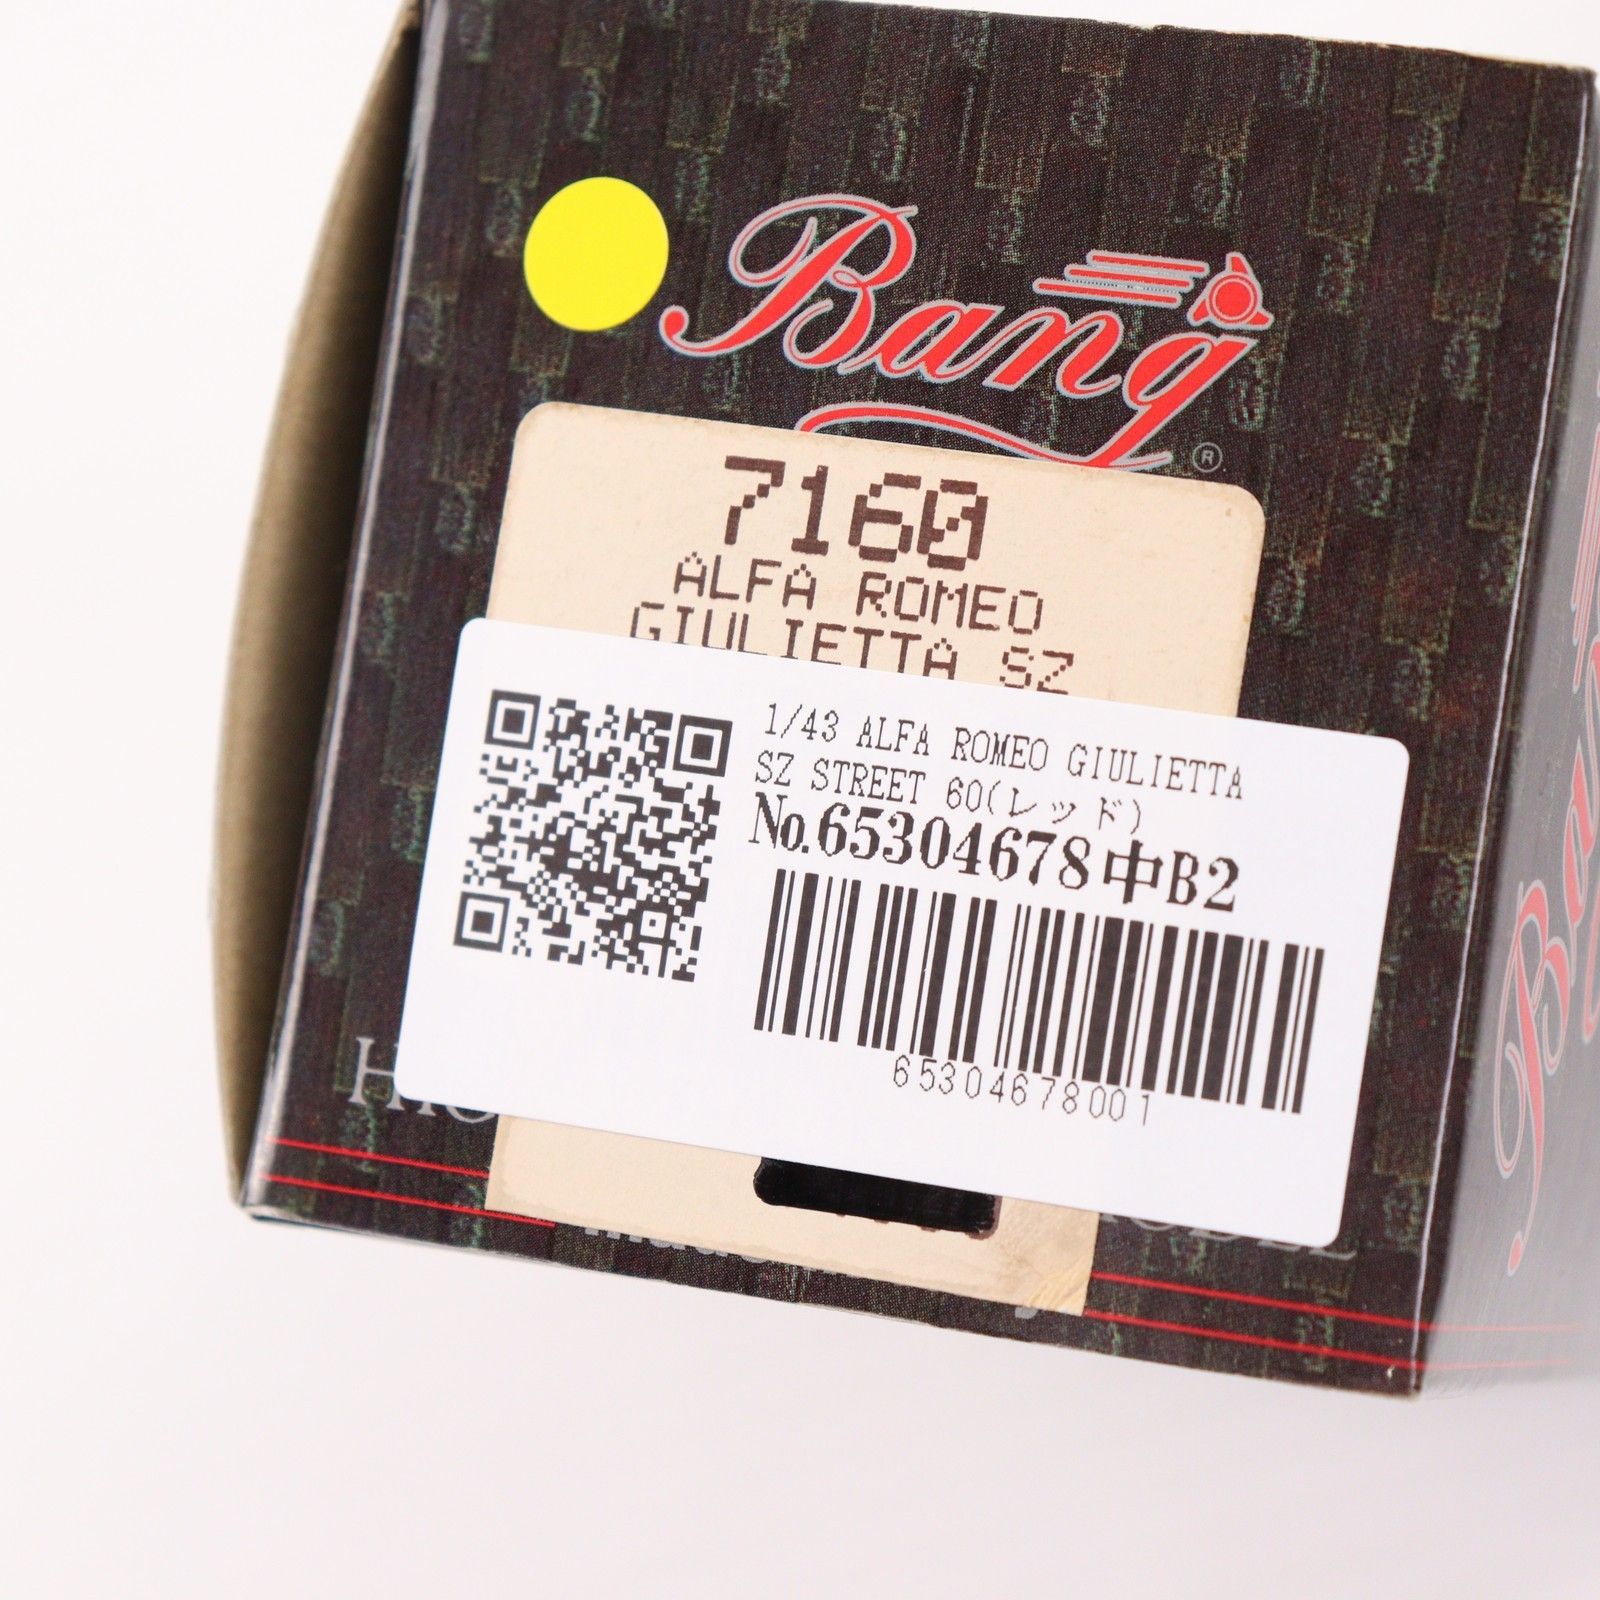 Bang
®
7160
ALFA ROMEO
GIULIETTA SZ
1/43 ALFA ROMEO GIULIETTA
SZ STREET 60(レッド)
No.65304678中B2
65304678001